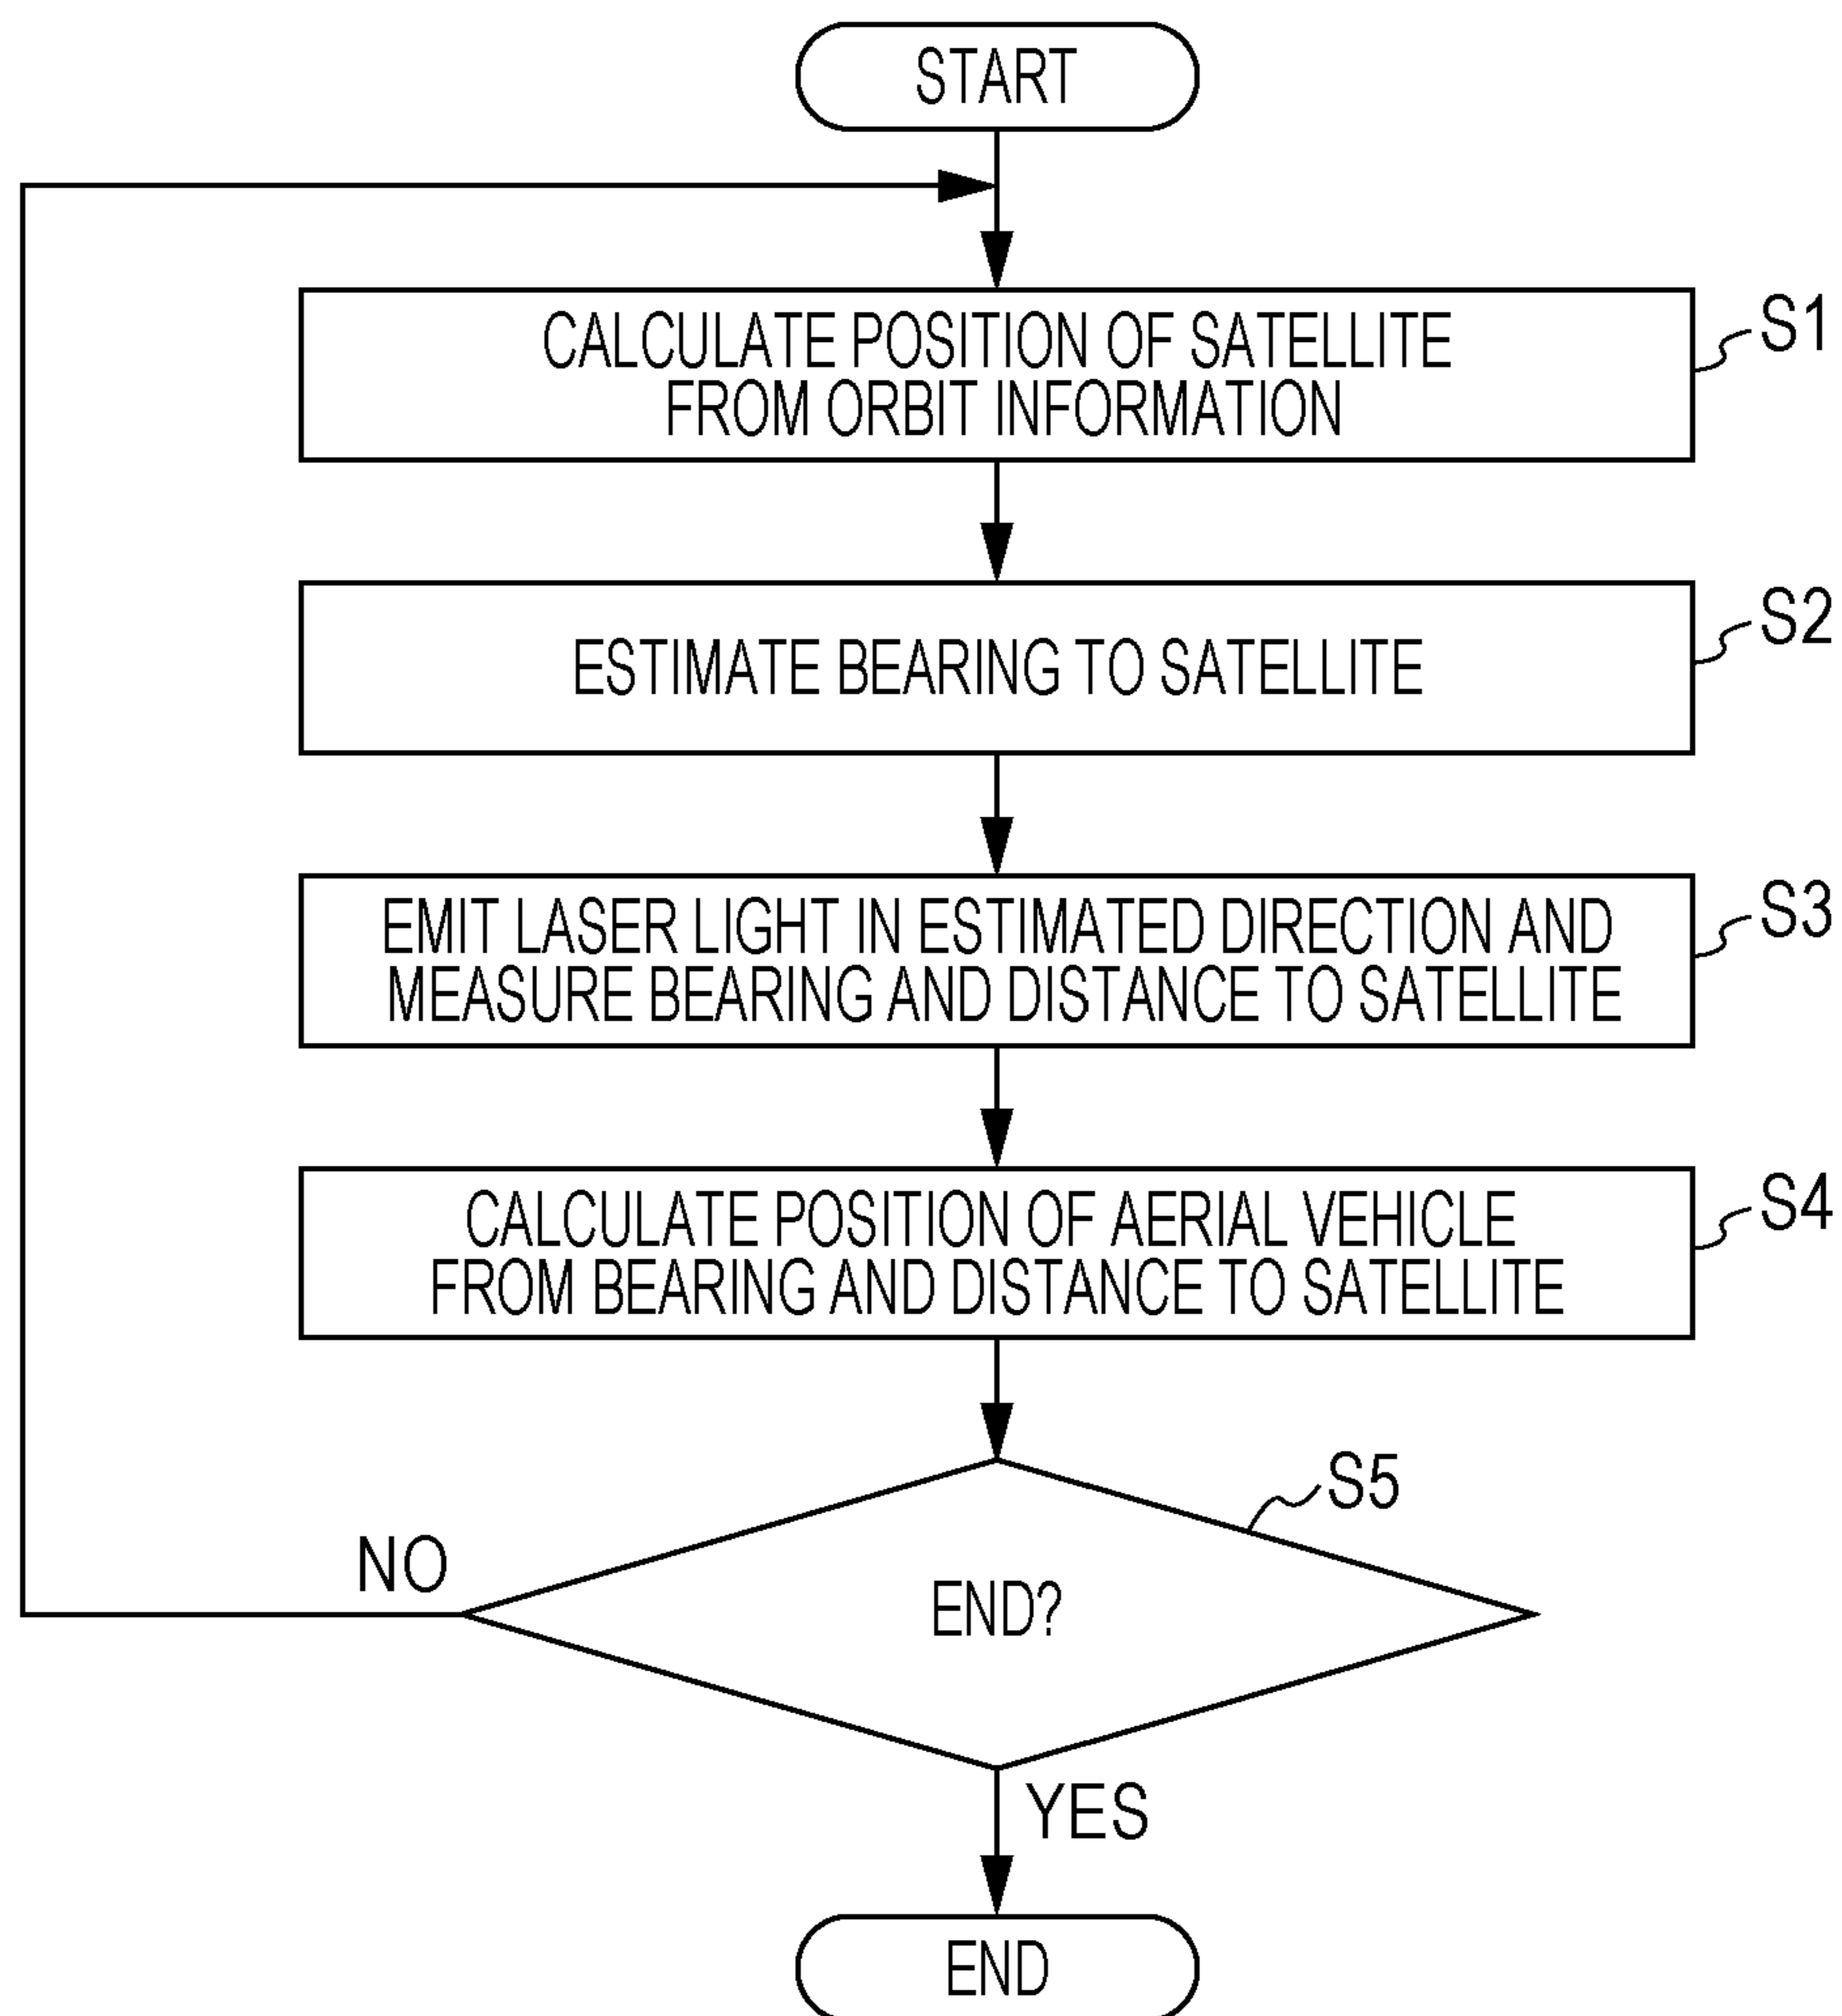 START
CALCULATE POSITION OF SATELLITE
FROM ORBIT INFORMATION
S1
ESTIMATE BEARING TO SATELLITE
S2
EMIT LASER LIGHT IN ESTIMATED DIRECTION AND
MEASURE BEARING AND DISTANCE TO SATELLITE
S3
CALCULATE POSITION OF AERIAL VEHICLE
FROM BEARING AND DISTANCE TO SATELLITE
S4
S5
NO
END?
YES
END